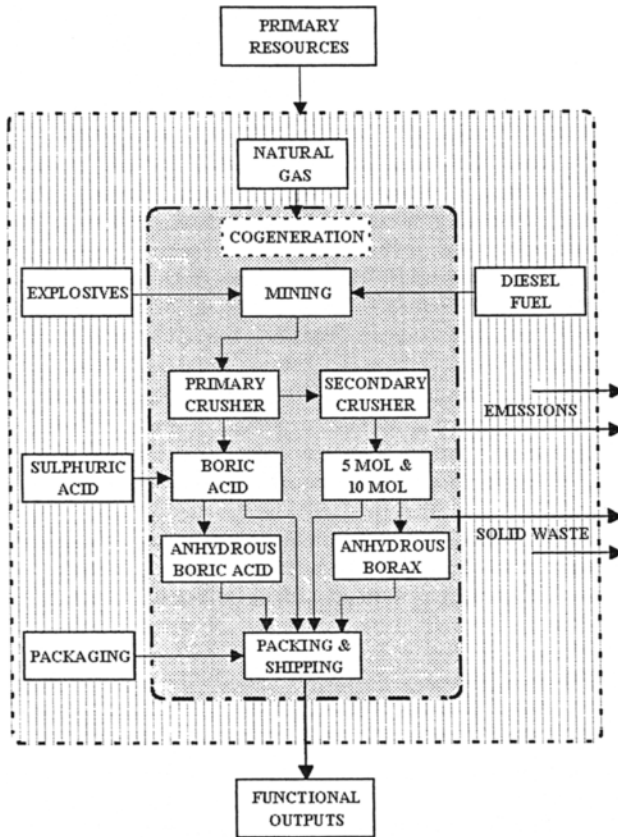 PRIMARY
RESOURCES
NATURAL
GAS
COGENERATION
EXPLOSIVES
MINING
DIESEL
FUEL
PRIMARY
CRUSHER
SECONDARY
CRUSHER
EMISSIONS
SULPHURIC
ACID
BORIC
ACID
5 MOL &
10 MOL
SOLID WASTE
ANHYDROUS
BORIC ACID
ANHYDROUS
BORAX
PACKAGING
PACKING &
SHIPPING
FUNCTIONAL
OUTPUTS